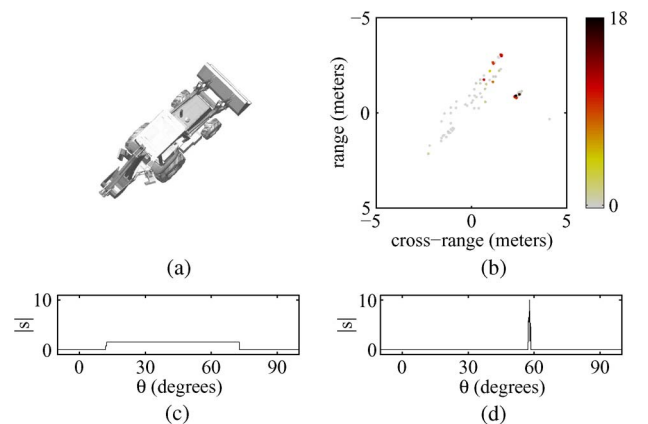 −5
range (meters)
0
5
−5
0
5
cross−range (meters)
18
0
(a)
(b)
10
|s|
0
0
30
60
90
θ (degrees)
(c)
10
|s|
0
0
30
60
90
θ (degrees)
(d)